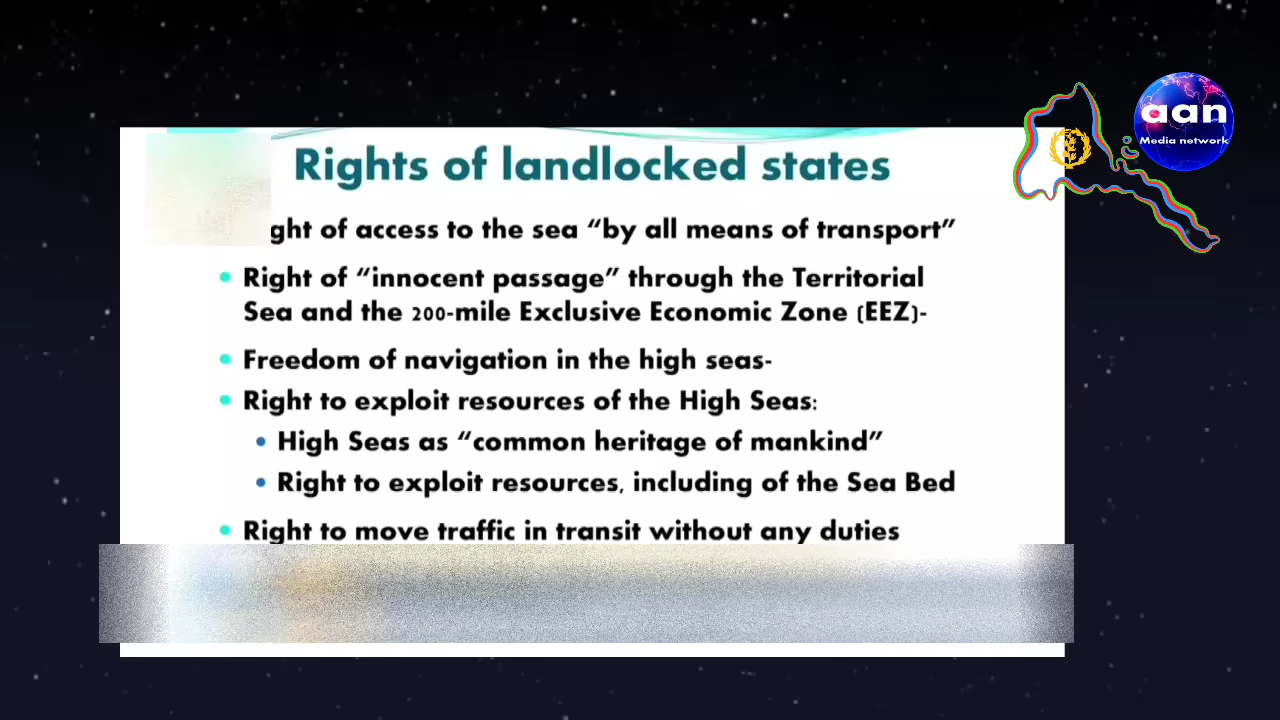 aan
Media network
Rights of landlocked states
ght of access to the sea “by all means of transport”
Right of “innocent passage” through the Territorial
Sea and the 200-mile Exclusive Economic Zone (EEZ)-
Freedom of navigation in the high seas-
Right to exploit resources of the High Seas:
High Seas as “common heritage of mankind”
Right to exploit resources, including of the Sea Bed
Right to move traffic in transit without any duties